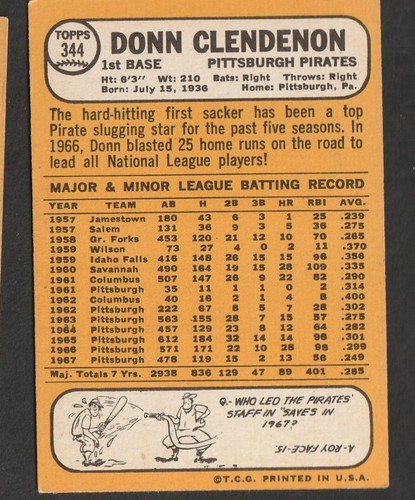 TOPPS
344
DONN CLENDENON
1st BASE PITTSBURGH PIRATES
Ht: 6'3" Wt: 210 Bats: Right Throws: Right
Born: July 15, 1936 Home: Pittsburgh, Pa.
The hard-hitting first sacker has been a top
Pirate slugging star for the past five seasons. In
1966, Donn blasted 25 home runs on the road to
lead all National League players!
MAJOR & MINOR LEAGUE BATTING RECORD
YEAR TEAM AB H 2B 3B HR RBI AVG.
1957 Jamestown 180 43 6 3 1 25 .239
1957 Salem 131 36 9 3 5 36 .275
1958 Gr. Forks 453 120 21 12 10 70 .265
1959 Wilson 73 27 4 0 2 11 .370
1959 Idaho Falls 416 148 26 15 15 96 .356
1960 Savannah 490 164 19 15 28 109 .335
1961 Columbus 507 147 26 9 22 82 .290
1961 Pittsburgh 35 11 1 1 0 2 .314
1962 Columbus 40 16 2 1 4 8 .400
1962 Pittsburgh 222 67 8 5 7 28 .302
1963 Pittsburgh 563 155 28 7 15 57 .275
1964 Pittsburgh 457 129 23 8 12 64 .282
1965 Pittsburgh 612 184 32 14 14 96 .301
1966 Pittsburgh 571 171 22 10 28 98 .299
1967 Pittsburgh 478 119 15 2 13 56 .249
Maj. Totals 7 Yrs. 2938 836 129 47 89 401 .285
Q.- WHO LED THE PIRATES'
STAFF IN "SAVES IN
1967?
A- ROY FACE-15.
©T.C.G. PRINTED IN U.S.A.